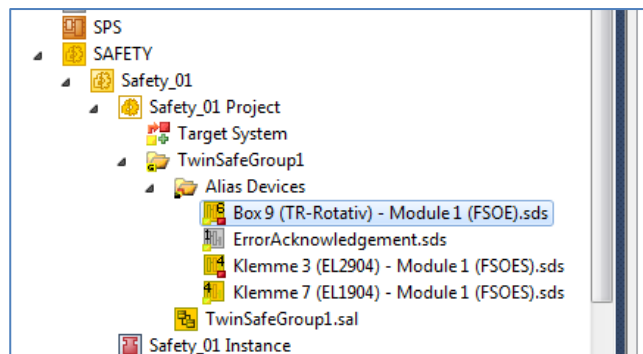 SPS
SAFETY
Safety_01
Safety_01 Project
Target System
TwinSafeGroup1
Alias Devices
Box 9 (TR-Rotativ) - Module 1 (FSOE).sds
ErrorAcknowledgement.sds
Klemme 3 (EL2904) - Module 1 (FSOES).sds
Klemme 7 (EL1904) - Module 1 (FSOES).sds
TwinSafeGroup1.sal
Safety_01 Instance